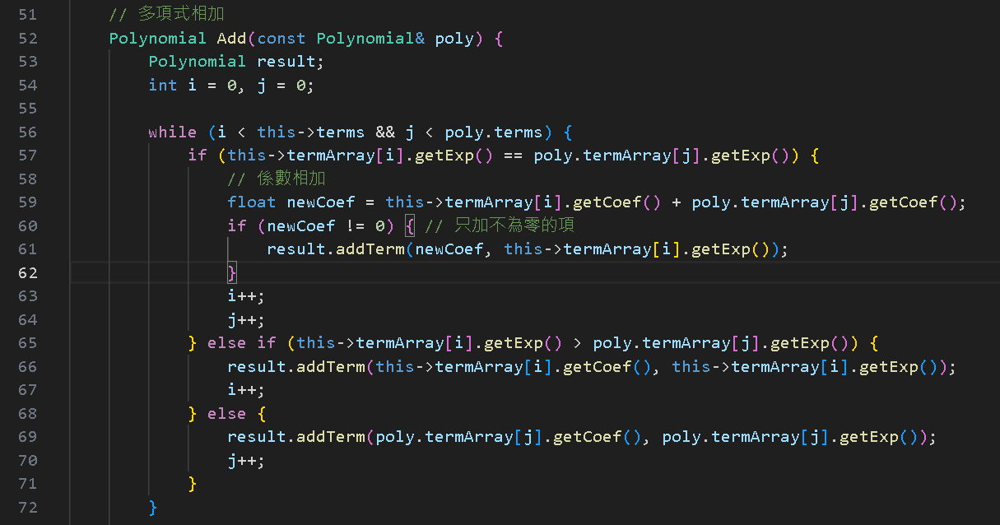 51 // 多項式相加
52 Polynomial Add(const Polynomial& poly) {
53 Polynomial result;
54 int i = 0, j = 0;
55
56 while (i < this->terms && j < poly.terms) {
57 if (this->termArray[i].getExp() == poly.termArray[j].getExp()) {
58 // 係數相加
59 float newCoef = this->termArray[i].getCoef() + poly.termArray[j].getCoef();
60 if (newCoef != 0) { // 只加不為零的項
61 result.addTerm(newCoef, this->termArray[i].getExp());
62 }
63 i++;
64 j++;
65 } else if (this->termArray[i].getExp() > poly.termArray[j].getExp()) {
66 result.addTerm(this->termArray[i].getCoef(), this->termArray[i].getExp());
67 i++;
68 } else {
69 result.addTerm(poly.termArray[j].getCoef(), poly.termArray[j].getExp());
70 j++;
71 }
72 }